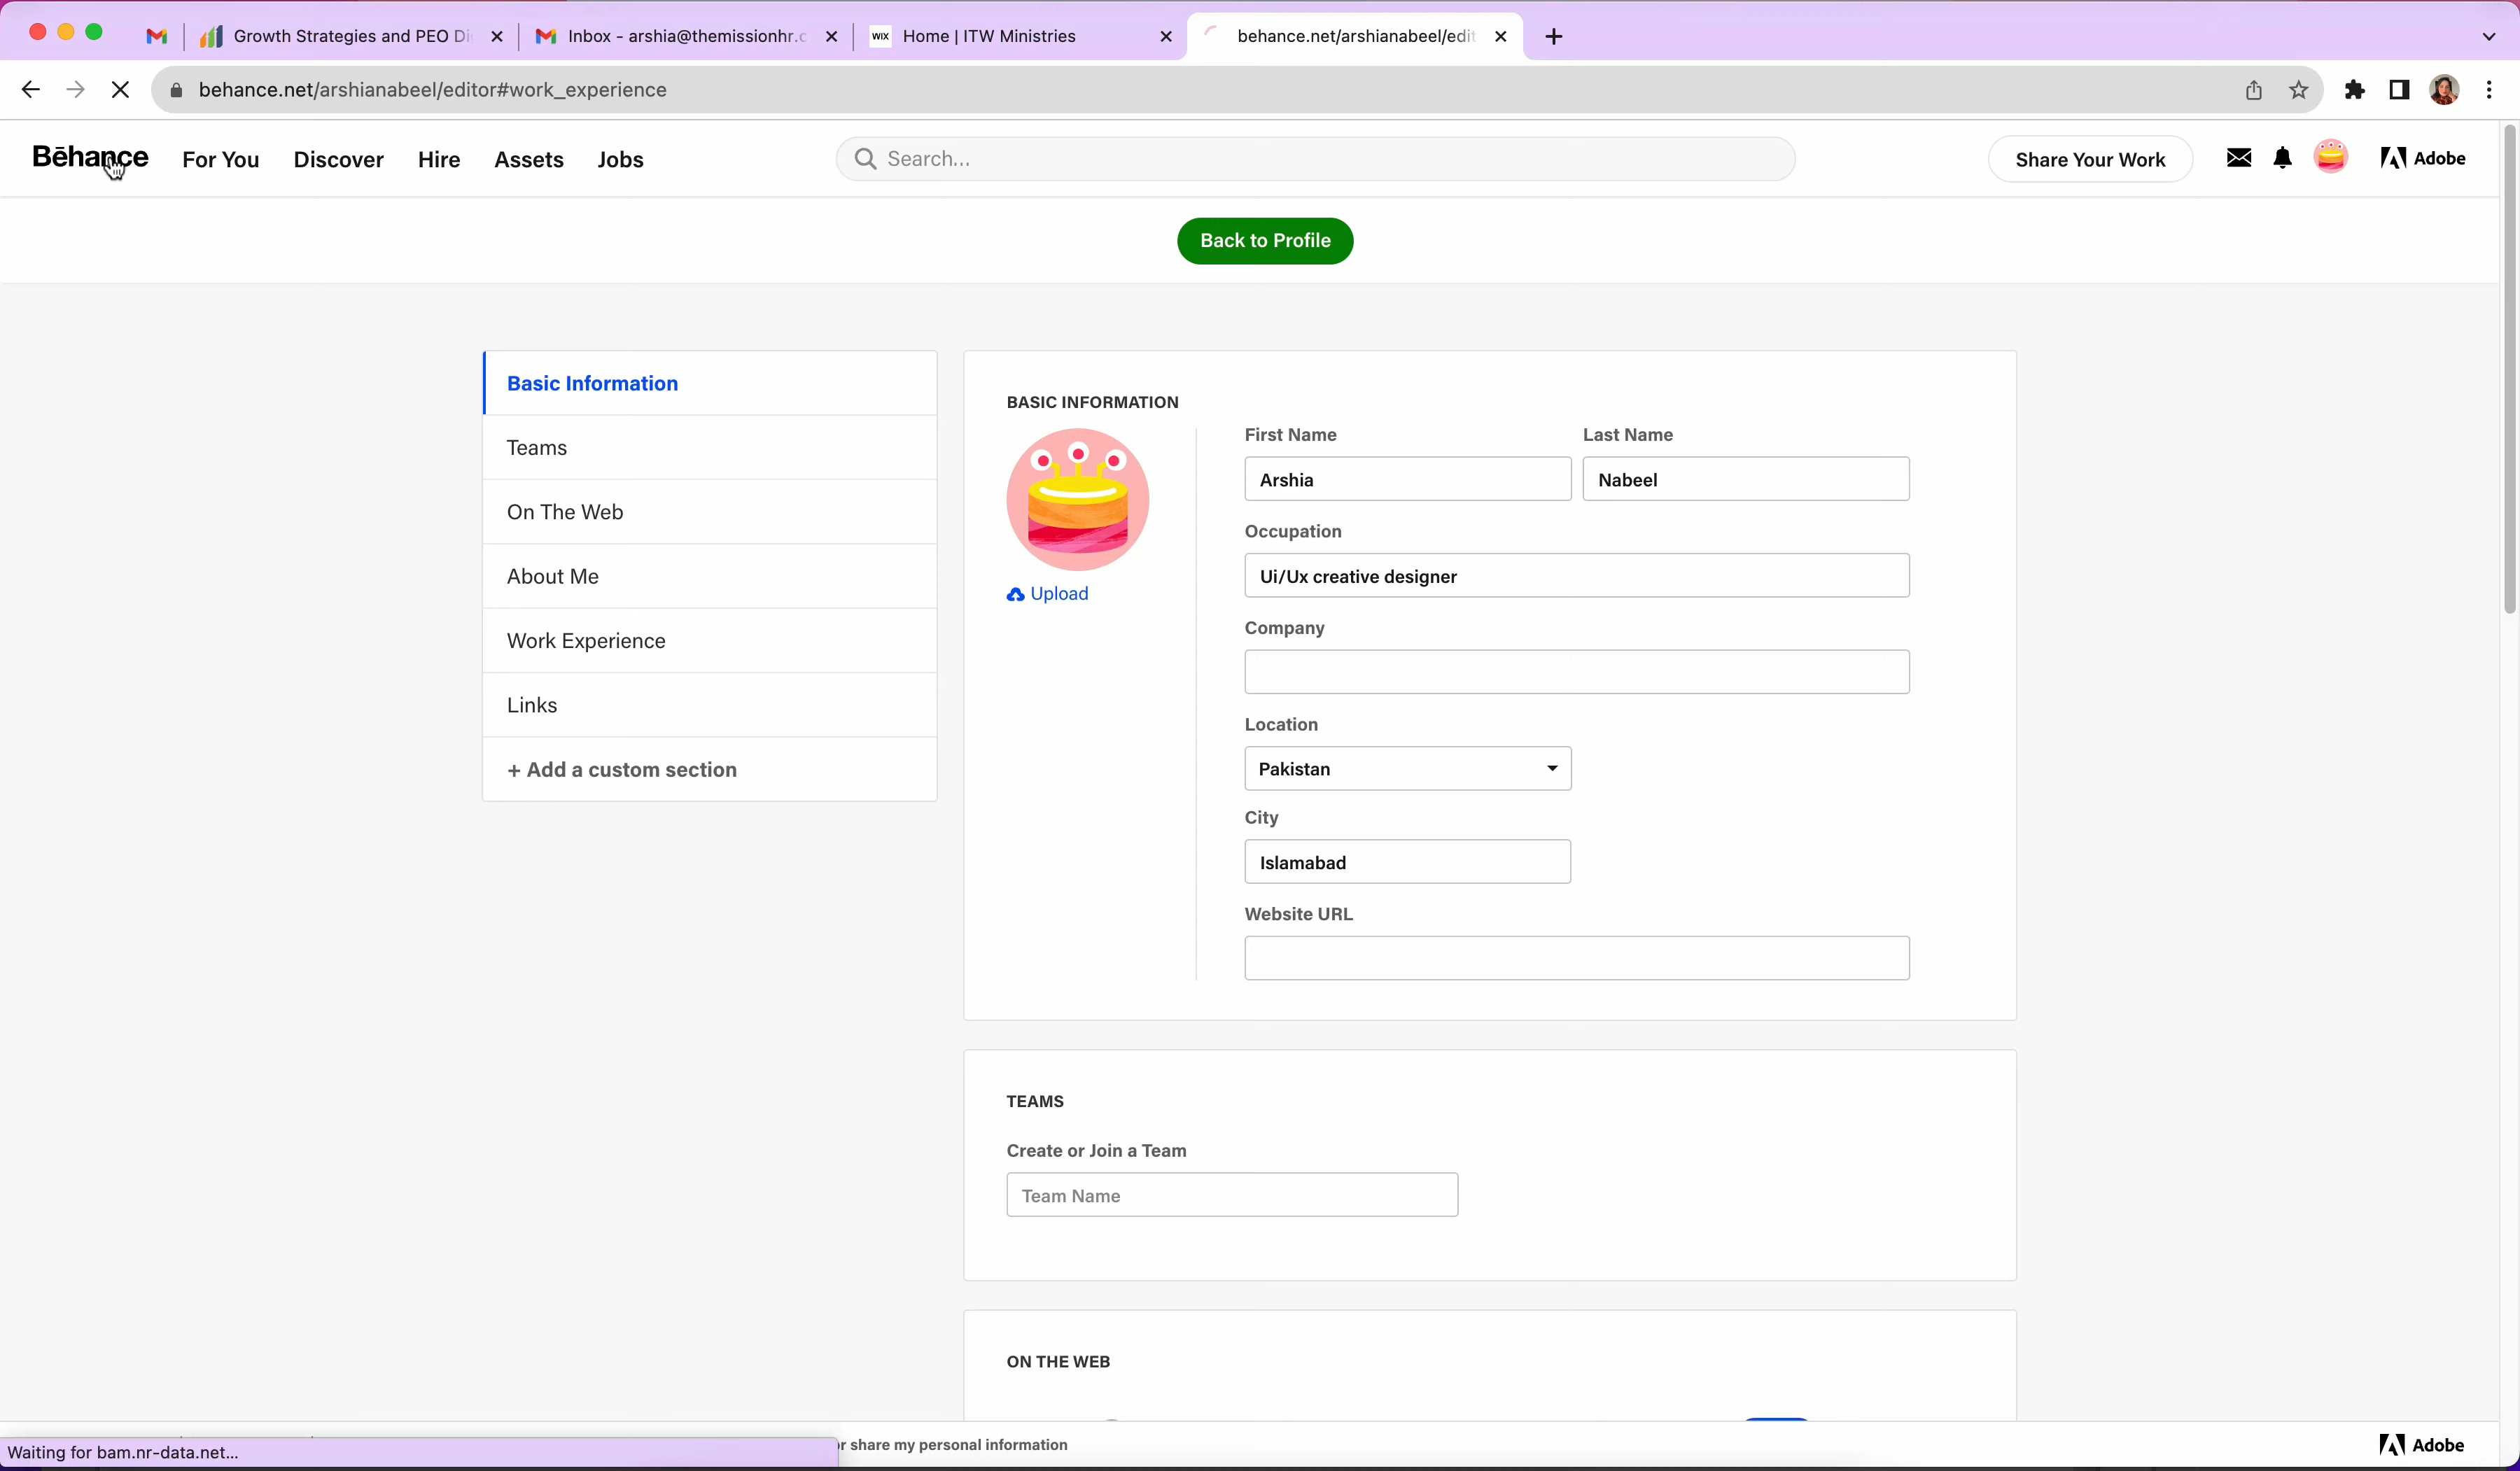 Growth Strategies and PEO Di
Inbox - arshia@themissionhr.c
WIX
Home | ITW Ministries
behance.net/arshianabeel/edit
behance.net/arshianabeel/editor#work_experience
Bēhance
For You
Discover
Hire
Assets
Jobs
Search...
Share Your Work
Adobe
Back to Profile
Basic Information
Teams
On The Web
About Me
Work Experience
Links
+ Add a custom section
BASIC INFORMATION
Upload
First Name
Last Name
Arshia
Nabeel
Occupation
Ui/Ux creative designer
Company
Location
Pakistan
City
Islamabad
Website URL
TEAMS
Create or Join a Team
Team Name
ON THE WEB
Waiting for bam.nr-data.net...
or share my personal information
Adobe